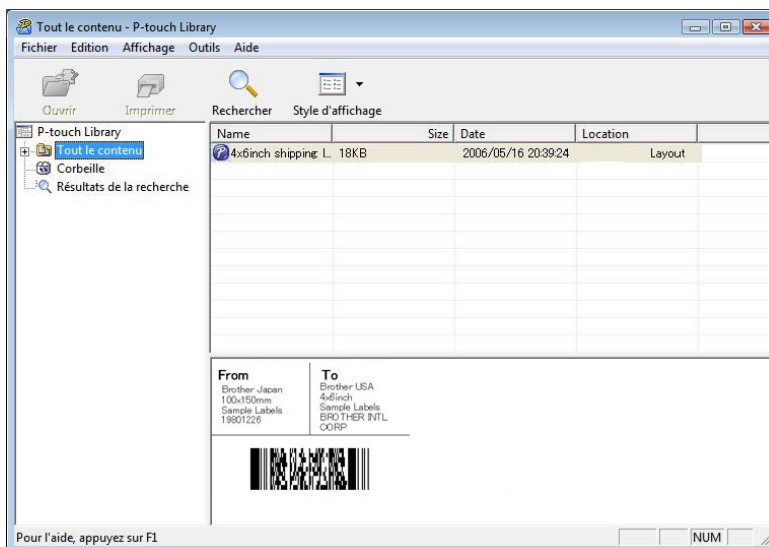 Tout le contenu - P-touch Library
Fichier Edition Affichage Outils Aide
Ouvrir Imprimer Rechercher Style d'affichage
P-touch Library
Tout le contenu
Corbeille
Résultats de la recherche
Name Size Date Location
4x6inch shipping L... 18KB 2006/05/16 20:39:24 Layout
From
Brother Japan
100x150mm
Sample Labels
19801226
To
Brother USA
4x6inch
Sample Labels
BROTHER INTL
CORP
Pour l'aide, appuyez sur F1
NUM